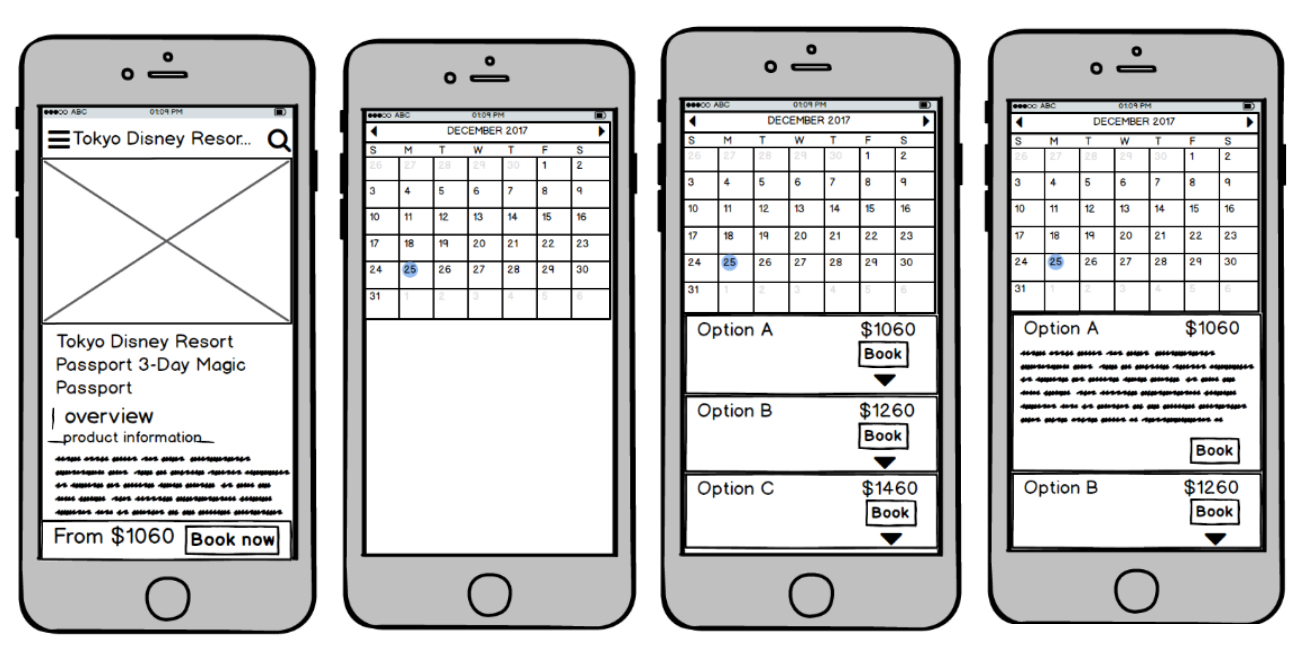 ABC 01:09 PM
Tokyo Disney Resor...
Tokyo Disney Resort
Passport 3-Day Magic
Passport
overview
product information
From $1060 Book now
ABC 01:09 PM
DECEMBER 2017
S M T W T F S
26 27 28 29 30 1 2
3 4 5 6 7 8 9
10 11 12 13 14 15 16
17 18 19 20 21 22 23
24 25 26 27 28 29 30
31 1 2 3 4 5 6
ABC 01:09 PM
DECEMBER 2017
S M T W T F S
26 27 28 29 30 1 2
3 4 5 6 7 8 9
10 11 12 13 14 15 16
17 18 19 20 21 22 23
24 25 26 27 28 29 30
31 1 2 3 4 5 6
Option A $1060
Book
Option B $1260
Book
Option C $1460
Book
ABC 01:09 PM
DECEMBER 2017
S M T W T F S
26 27 28 29 30 1 2
3 4 5 6 7 8 9
10 11 12 13 14 15 16
17 18 19 20 21 22 23
24 25 26 27 28 29 30
31 1 2 3 4 5 6
Option A $1060
Book
Option B $1260
Book